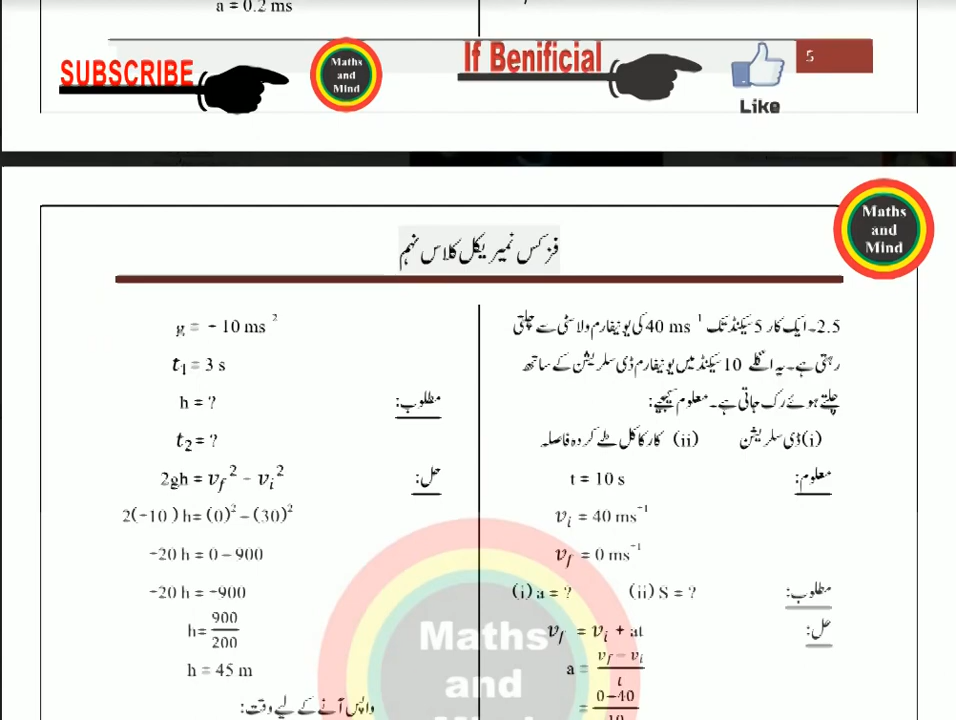 a = 0.2 ms
SUBSCRIBE
Maths
and
Mind
If Benificial
Like
5
Maths
and
Mind
فزکس نمیریکل کلاس نہم
2.5۔ایک کار 5 سیکنڈ تک 40 ms⁻¹ کی یونیفارم ولاسٹی سے چلتی
رہتی ہے۔ یہ اگلے 10 سیکنڈ میں یونیفارم ڈی سلریشن کے ساتھ
چلتے ہوئے رک جاتی ہے۔ معلوم کیجیے:
(i) ڈی سلریشن (ii) کار کا کل طے کردہ فاصلہ
معلوم: t = 10 s
vᵢ = 40 ms⁻¹
v_f = 0 ms⁻¹
مطلوب: (i) a = ? (ii) S = ?
حل: v_f = vᵢ + at
a = (v_f − vᵢ)/t
= (0−40)/10
g = − 10 ms ²
t₁ = 3 s
مطلوب: h = ?
t₂ = ?
حل: 2gh = v_f² − vᵢ²
2(−10) h = (0)² − (30)²
−20 h = 0 − 900
−20 h = −900
h = 900/200
h = 45 m
واپس آنے کے لیے وقت:
Maths
and